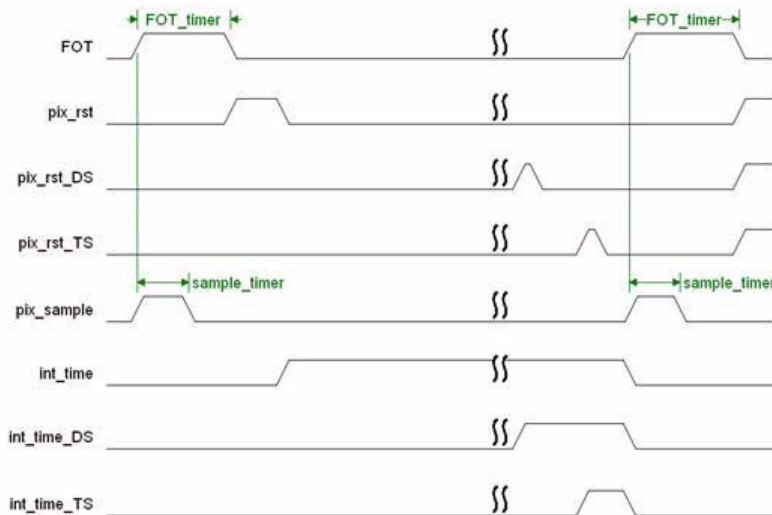 FOT_timer
FOT_timer
FOT
pix_rst
pix_rst_DS
pix_rst_TS
sample_timer
sample_timer
pix_sample
int_time
int_time_DS
int_time_TS